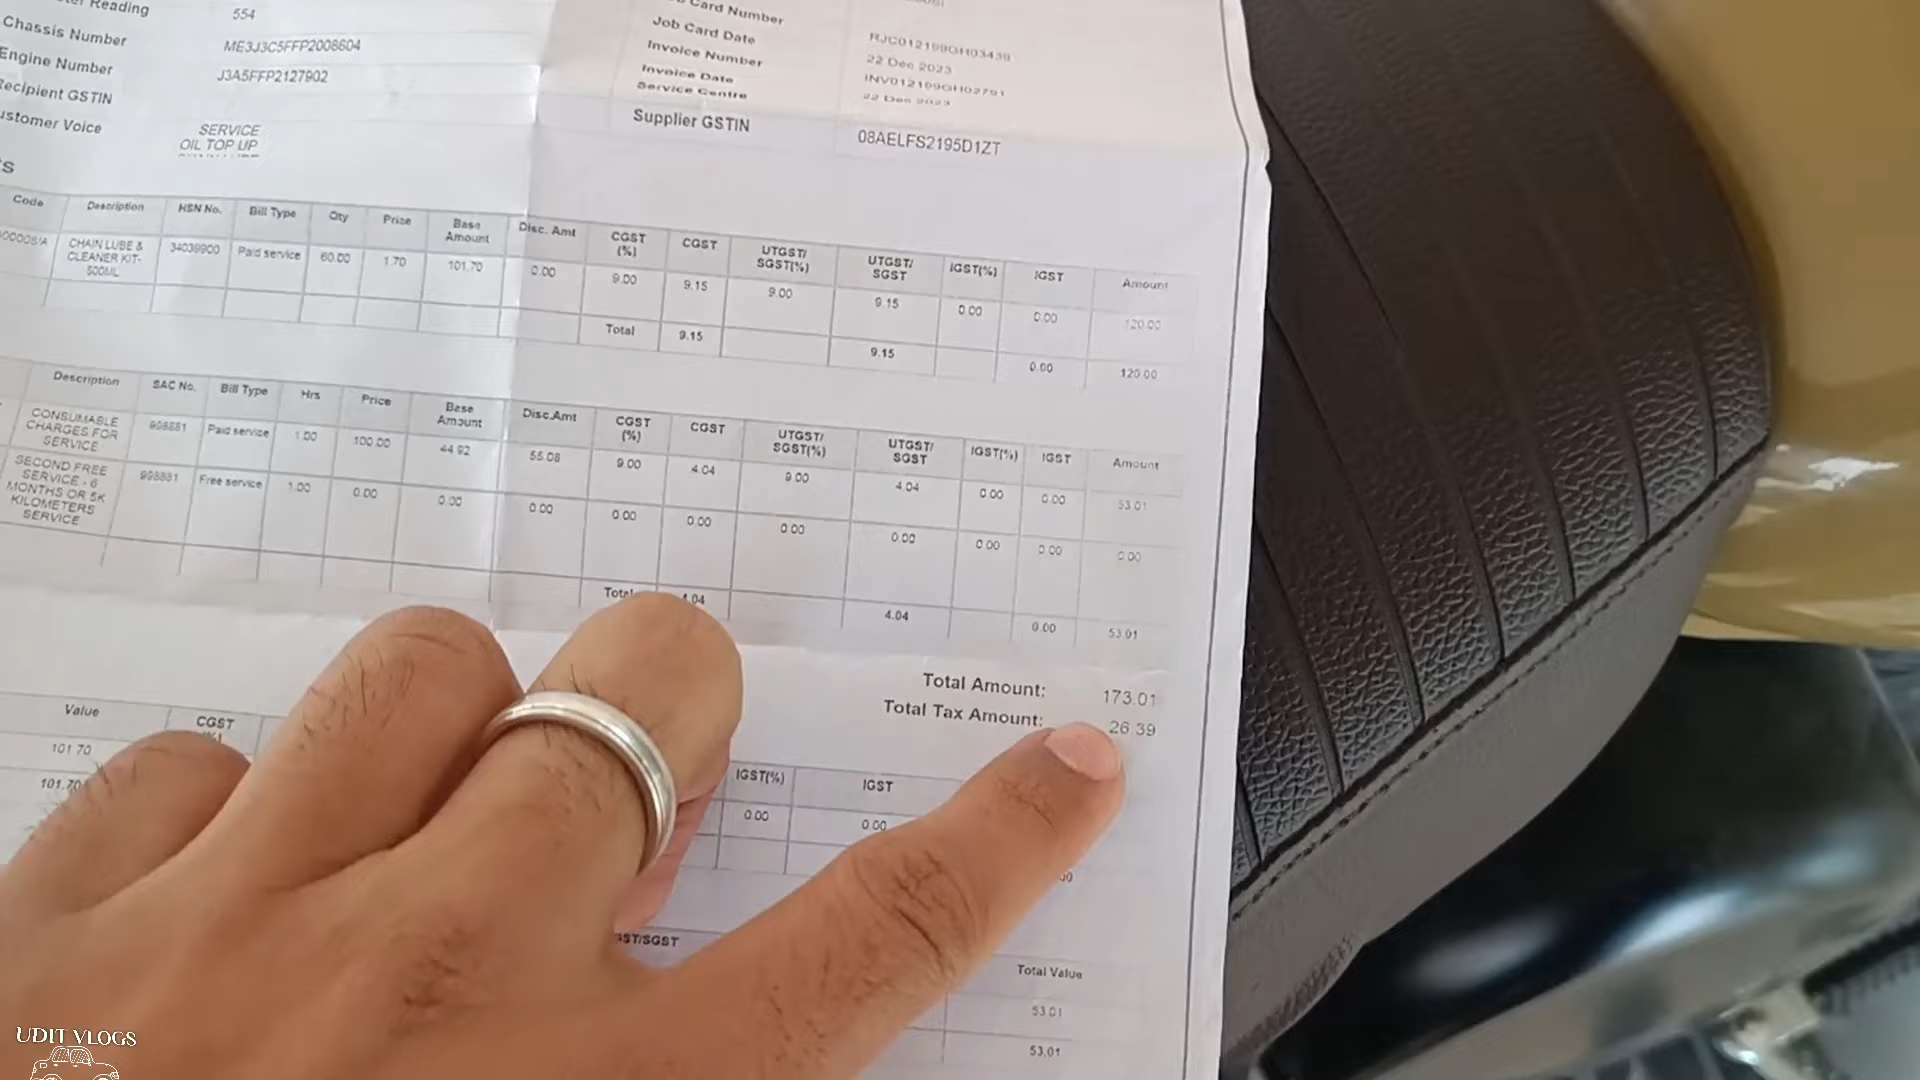 Reading 554
Chassis Number ME3J3C5FFP2008604
Engine Number J3A5FFP2127902
Recipient GSTIN
ustomer Voice SERVICE
OIL TOP UP
Card Number
Job Card Date 22 Dec 2023
Invoice Number
Invoice Date 22 Dec 2023
Service Centre
Supplier GSTIN 08AELFS2195D1ZT
Code Description HSN No. Bill Type Qty Price Base Amount Disc. Amt CGST (%) CGST UTGST/ SGST(%) UTGST/ SGST IGST(%) IGST Amount
CHAIN LUBE & CLEANER KIT- 500ML 34039900 Paid service 60.00 1.70 101.70 0.00 9.00 9.15 9.00 9.15 0.00 0.00 120.00
Total 9.15 9.15 0.00 120.00
Description SAC No. Bill Type Hrs Price Base Amount Disc.Amt CGST (%) CGST UTGST/ SGST(%) UTGST/ SGST IGST(%) IGST Amount
CONSUMABLE CHARGES FOR SERVICE 998881 Paid service 1.00 100.00 44.92 55.08 9.00 4.04 9.00 4.04 0.00 0.00 53.01
SECOND FREE SERVICE - 6 MONTHS OR 5K KILOMETERS SERVICE 998881 Free service 1.00 0.00 0.00 0.00 0.00 0.00 0.00 0.00 0.00 0.00 0.00
Total 4.04 4.04 0.00 53.01
Total Amount: 173.01
Total Tax Amount: 26.39
Value CGST IGST(%) IGST
101.70 0.00 0.00
101.70
ST/SGST Total Value
53.01
53.01
UDIT VLOGS